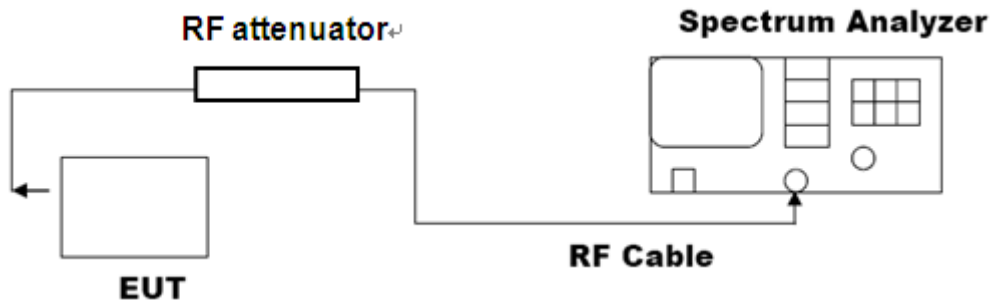 RF attenuator↵
Spectrum Analyzer
RF Cable
EUT